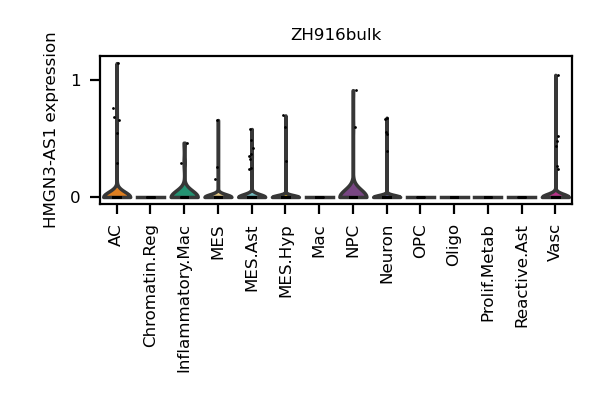 ZH916bulk
HMGN3-AS1 expression
1
0
AC
Chromatin.Reg
Inflammatory.Mac
MES
MES.Ast
MES.Hyp
Mac
NPC
Neuron
OPC
Oligo
Prolif.Metab
Reactive.Ast
Vasc